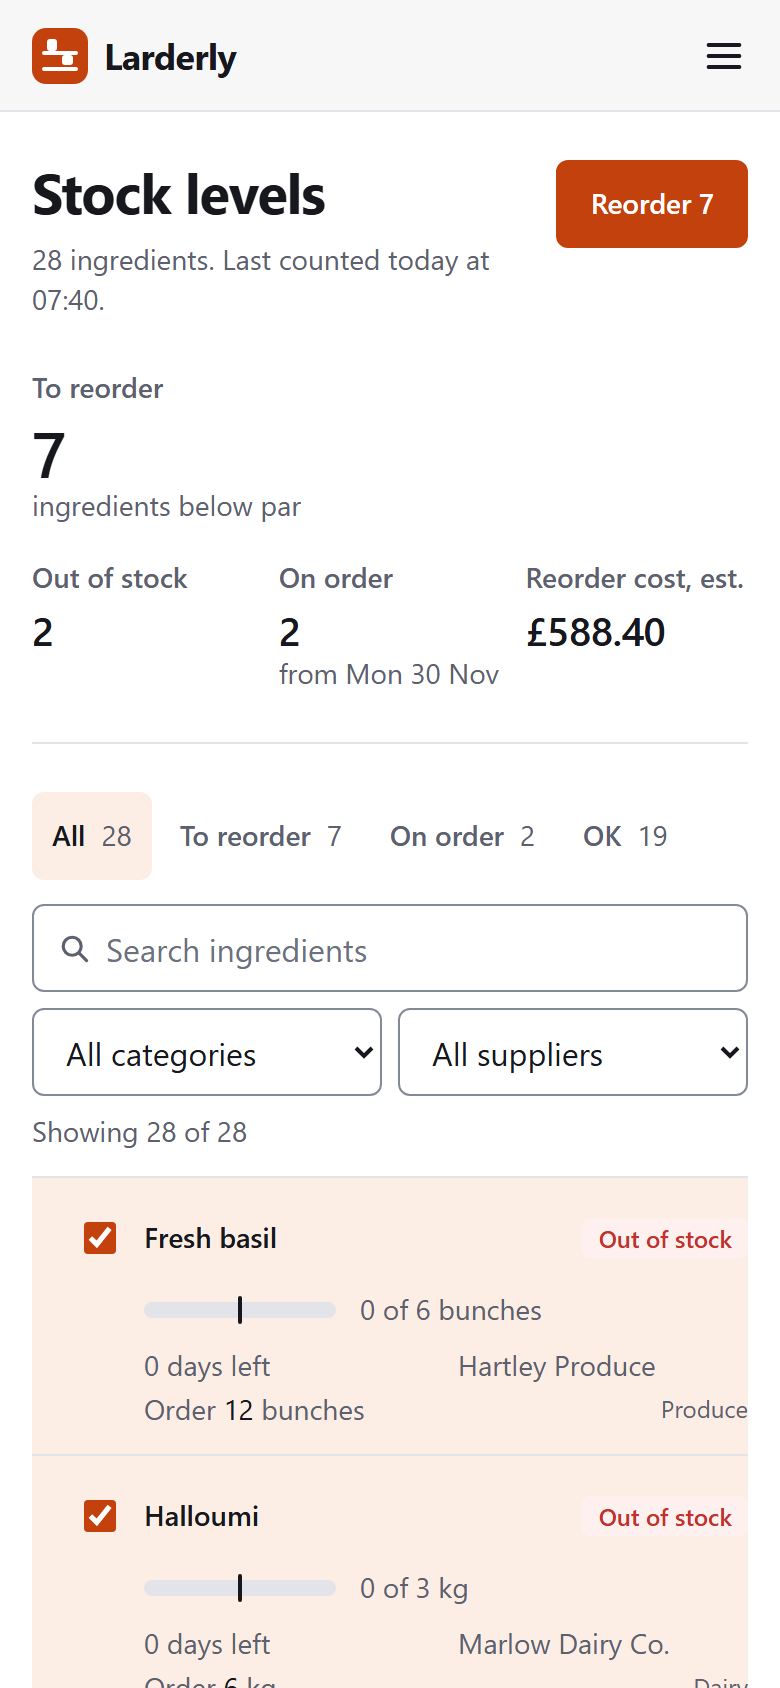 Larderly
Stock levels
Reorder 7
28 ingredients. Last counted today at
07:40.
To reorder
7
ingredients below par
Out of stock
2
On order
2
from Mon 30 Nov
Reorder cost, est.
£588.40
All 28
To reorder 7
On order 2
OK 19
Search ingredients
All categories
All suppliers
Showing 28 of 28
Fresh basil
Out of stock
0 of 6 bunches
0 days left
Hartley Produce
Order 12 bunches
Produce
Halloumi
Out of stock
0 of 3 kg
0 days left
Marlow Dairy Co.
Order 6 kg
Dairy